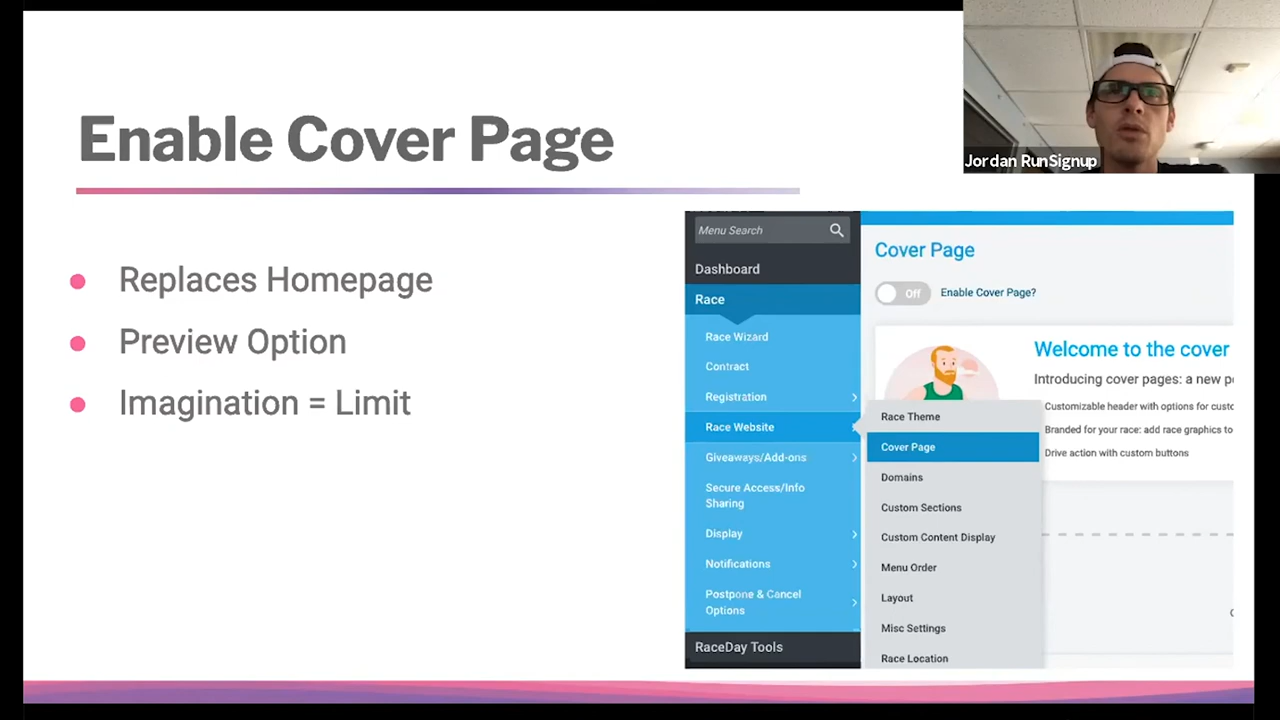 Enable Cover Page
Jordan RunSignup
Replaces Homepage
Preview Option
Imagination = Limit
Menu Search
Dashboard
Race
Race Wizard
Contract
Registration
Race Website
Giveaways/Add-ons
Secure Access/Info
Sharing
Display
Notifications
Postpone & Cancel
Options
RaceDay Tools
Cover Page
Off
Enable Cover Page?
Welcome to the cover
Introducing cover pages: a new
Customizable header with options for
Branded for your race: add race graphics to
Drive action with custom buttons
Race Theme
Cover Page
Domains
Custom Sections
Custom Content Display
Menu Order
Layout
Misc Settings
Race Location